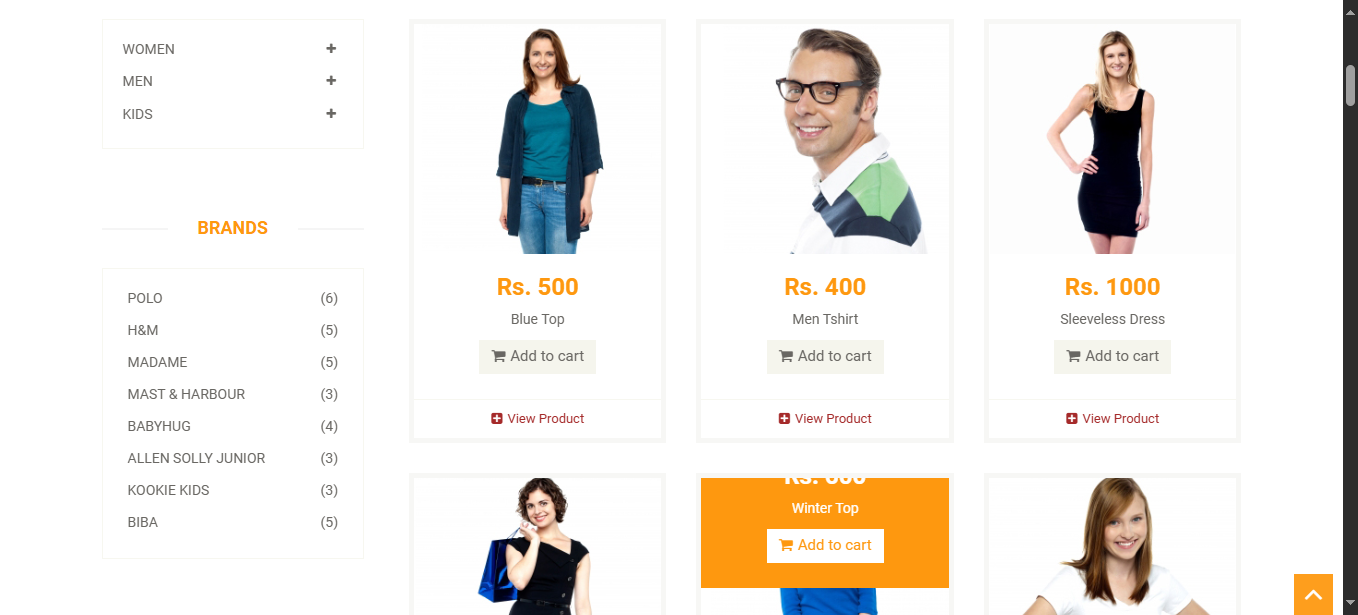 WOMEN
MEN
KIDS
BRANDS
POLO (6)
H&M (5)
MADAME (5)
MAST & HARBOUR (3)
BABYHUG (4)
ALLEN SOLLY JUNIOR (3)
KOOKIE KIDS (3)
BIBA (5)
Rs. 500
Blue Top
Add to cart
View Product
Rs. 400
Men Tshirt
Add to cart
View Product
Rs. 1000
Sleeveless Dress
Add to cart
View Product
Rs. 600
Winter Top
Add to cart